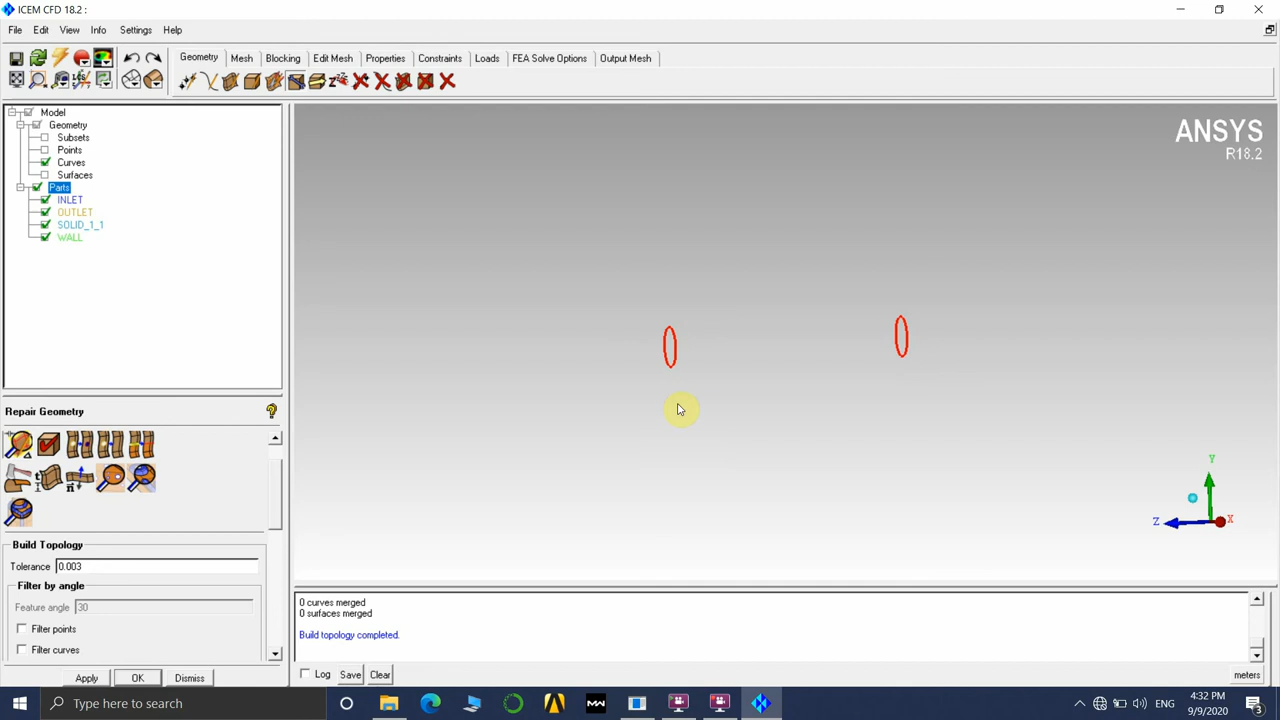 ICEM CFD 18.2 :
File Edit View Info Settings Help
Geometry Mesh Blocking Edit Mesh Properties Constraints Loads FEA Solve Options Output Mesh
Model
Geometry
Subsets
Points
Curves
Surfaces
Parts
INLET
OUTLET
SOLID_1_1
WALL
ANSYS
R18.2
Repair Geometry
Build Topology
Tolerance 0.003
Filter by angle
Feature angle 30
Filter points
Filter curves
Apply OK Dismiss
Y
Z
X
0 curves merged
0 surfaces merged
Build topology completed.
Log Save Clear
meters
Type here to search
ENG
4:32 PM
9/9/2020
3